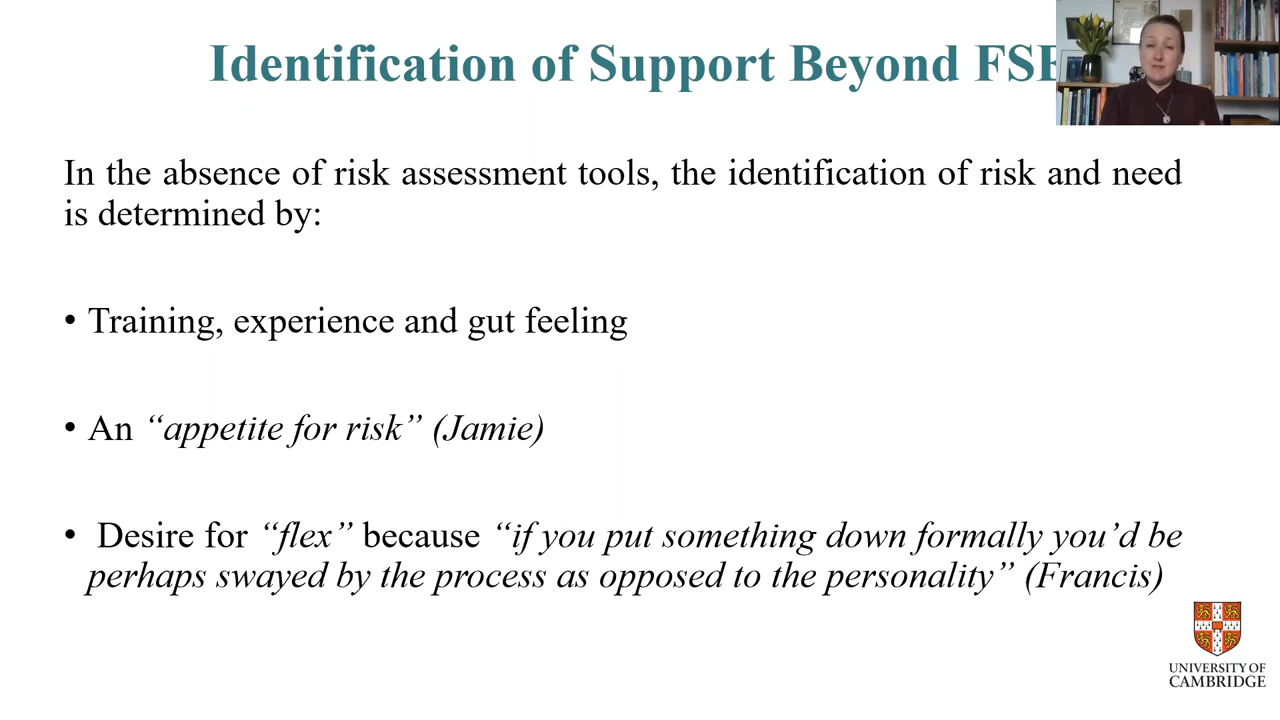 Identification of Support Beyond
In the absence of risk assessment tools, the identification of risk and need
is determined by:
• Training, experience and gut feeling
• An “appetite for risk” (Jamie)
• Desire for “flex” because “if you put something down formally you’d be
perhaps swayed by the process as opposed to the personality” (Francis)
UNIVERSITY OF
CAMBRIDGE